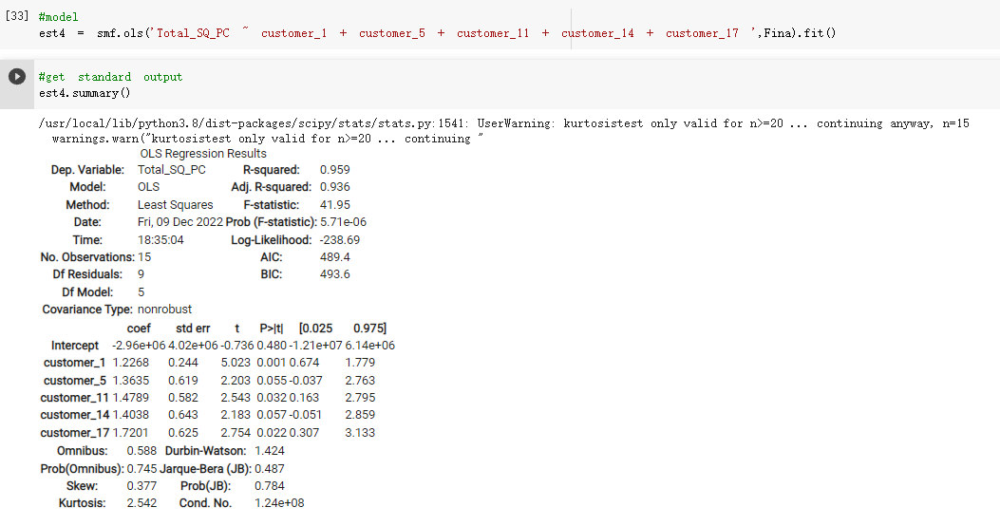 [33] #model
est4 = smf.ols('Total_SQ_PC ~ customer_1 + customer_5 + customer_11 + customer_14 + customer_17 ',Fina).fit()
#get standard output
est4.summary()
/usr/local/lib/python3.8/dist-packages/scipy/stats/stats.py:1541: UserWarning: kurtosistest only valid for n>=20 ... continuing anyway, n=15
warnings.warn("kurtosistest only valid for n>=20 ... continuing "
OLS Regression Results
Dep. Variable: Total_SQ_PC R-squared: 0.959
Model: OLS Adj. R-squared: 0.936
Method: Least Squares F-statistic: 41.95
Date: Fri, 09 Dec 2022 Prob (F-statistic): 5.71e-06
Time: 18:35:04 Log-Likelihood: -238.69
No. Observations: 15 AIC: 489.4
Df Residuals: 9 BIC: 493.6
Df Model: 5
Covariance Type: nonrobust
coef std err t P>|t| [0.025 0.975]
Intercept -2.96e+06 4.02e+06 -0.736 0.480 -1.21e+07 6.14e+06
customer_1 1.2268 0.244 5.023 0.001 0.674 1.779
customer_5 1.3635 0.619 2.203 0.055 -0.037 2.763
customer_11 1.4789 0.582 2.543 0.032 0.163 2.795
customer_14 1.4038 0.643 2.183 0.057 -0.051 2.859
customer_17 1.7201 0.625 2.754 0.022 0.307 3.133
Omnibus: 0.588 Durbin-Watson: 1.424
Prob(Omnibus): 0.745 Jarque-Bera (JB): 0.487
Skew: 0.377 Prob(JB): 0.784
Kurtosis: 2.542 Cond. No. 1.24e+08